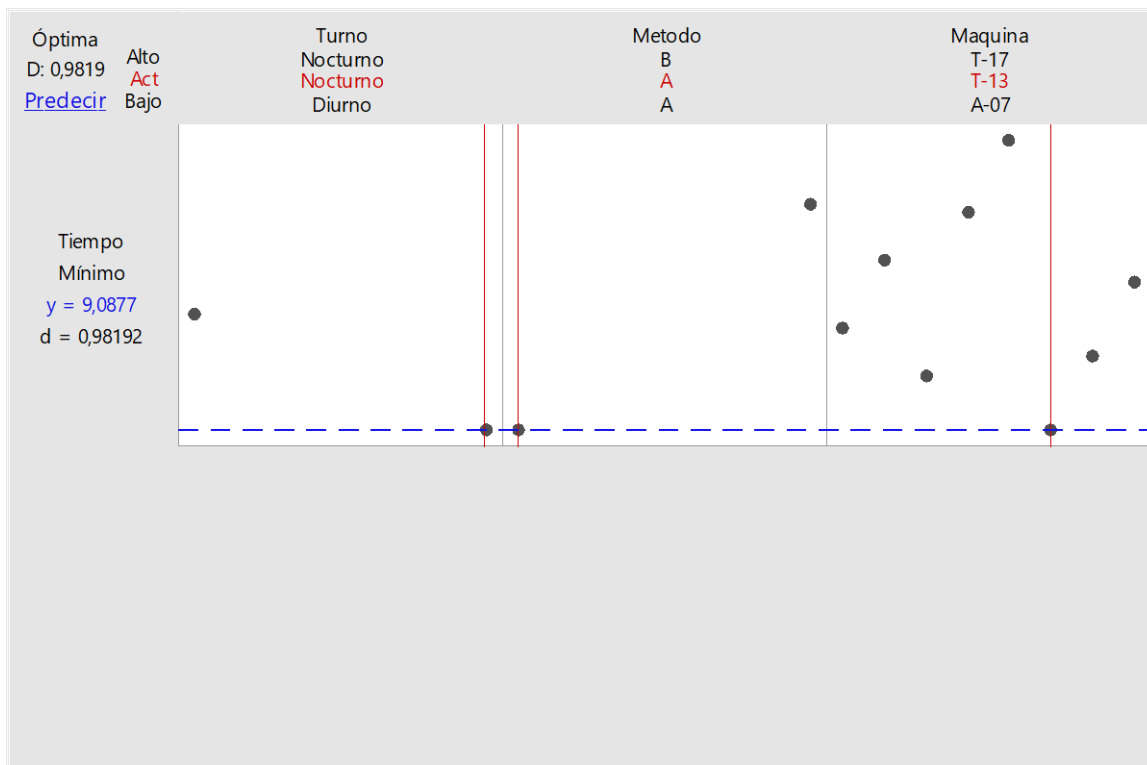 Óptima
D: 0,9819
Predecir
Alto
Act
Bajo
Turno
Nocturno
Nocturno
Diurno
Metodo
B
A
A
Maquina
T-17
T-13
A-07
Tiempo
Mínimo
y = 9,0877
d = 0,98192